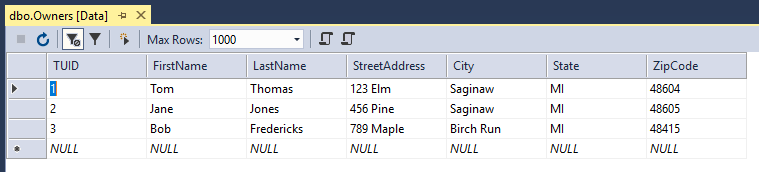 dbo.Owners [Data]
Max Rows: 1000
TUID FirstName LastName StreetAddress City State ZipCode
1 Tom Thomas 123 Elm Saginaw MI 48604
2 Jane Jones 456 Pine Saginaw MI 48605
3 Bob Fredericks 789 Maple Birch Run MI 48415
NULL NULL NULL NULL NULL NULL NULL